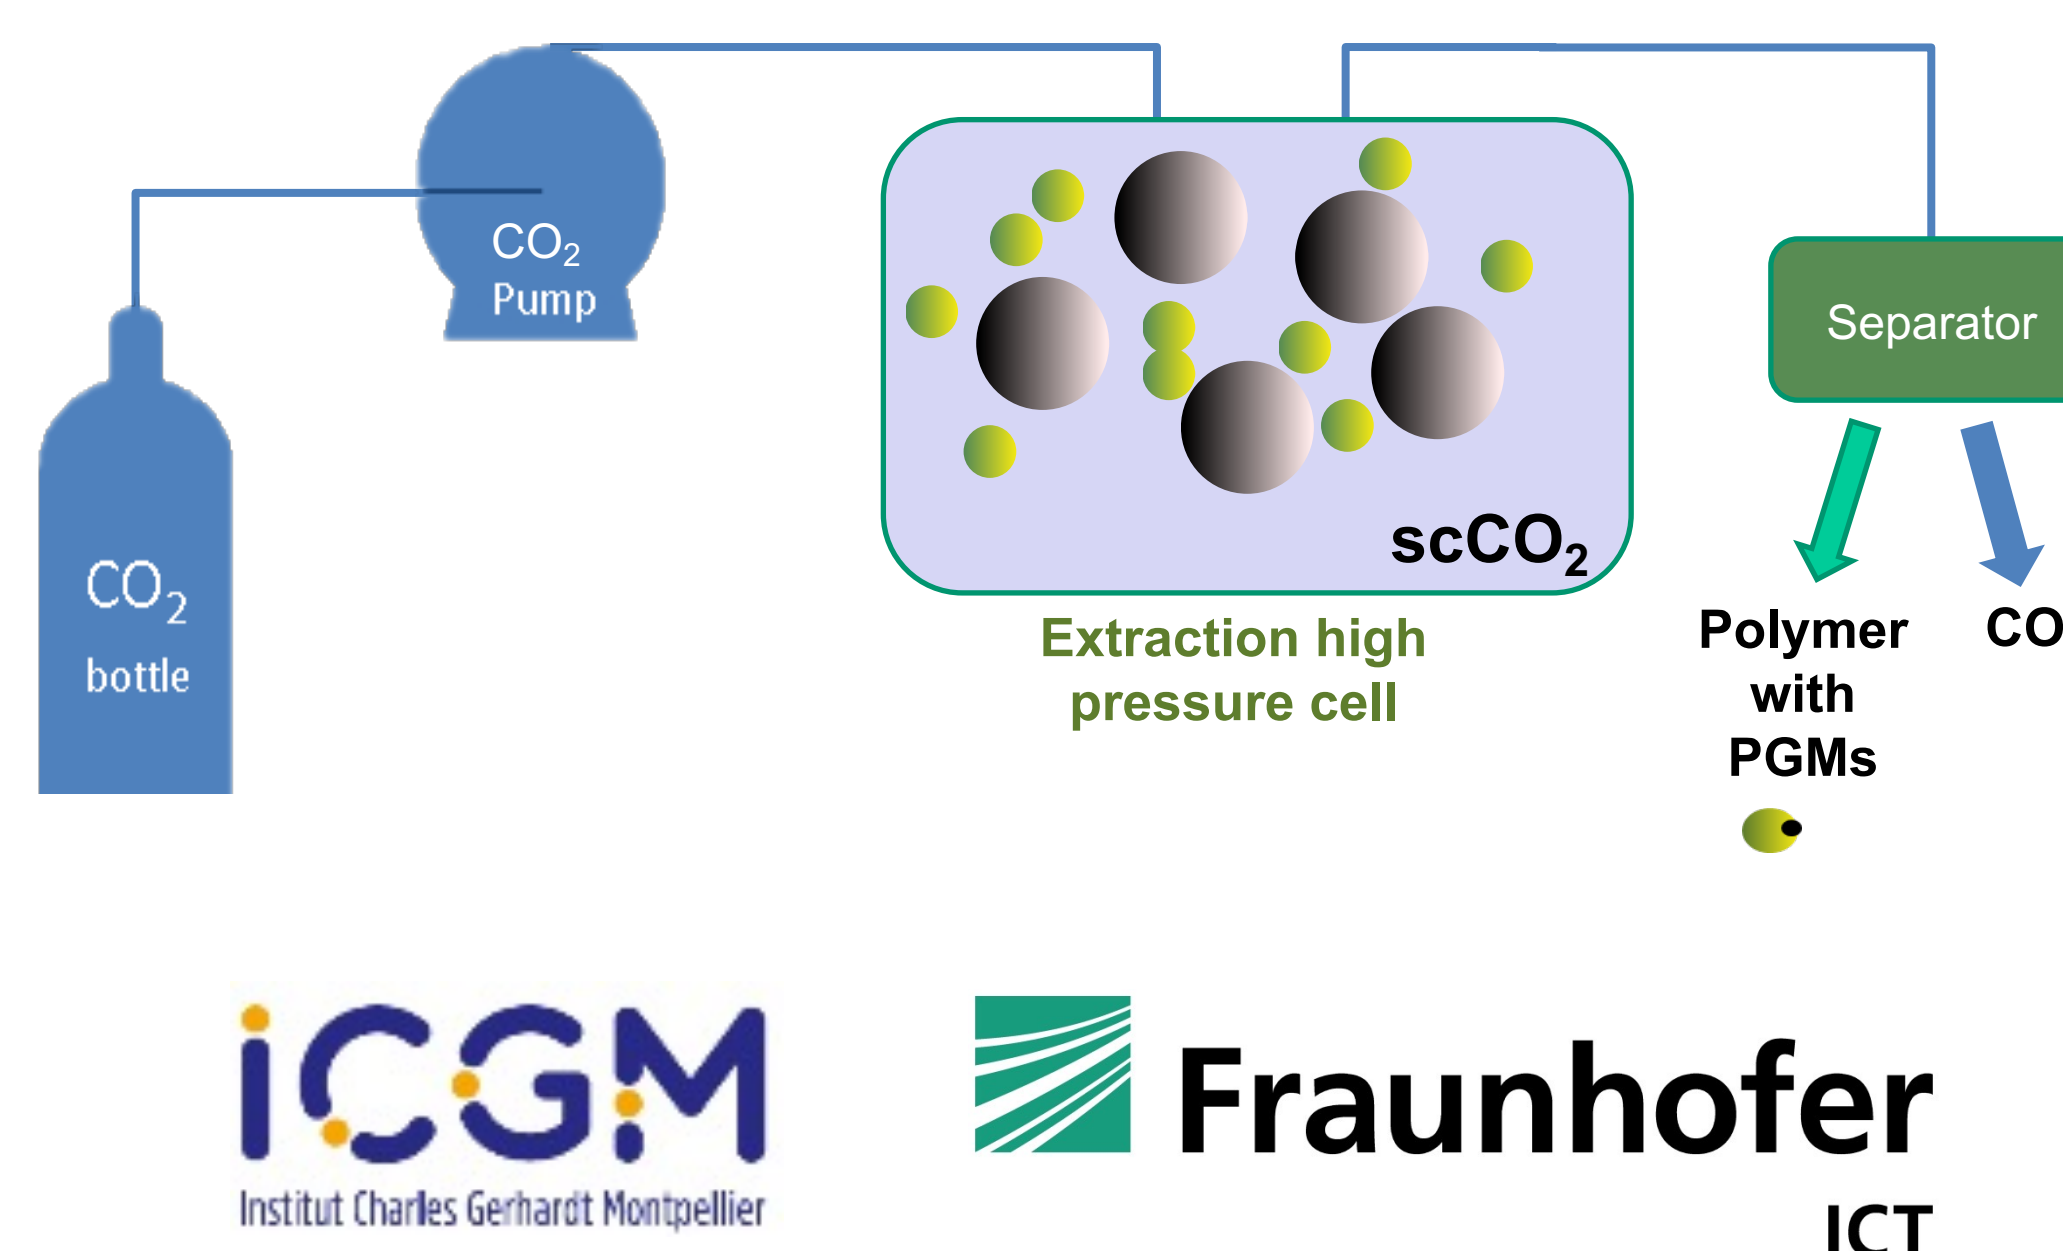 CO₂
Pump
CO₂
bottle
scCO₂
Extraction high
pressure cell
Separator
Polymer
with
PGMs
CO
iCGM
Institut Charles Gerhardt Montpellier
Fraunhofer
ICT